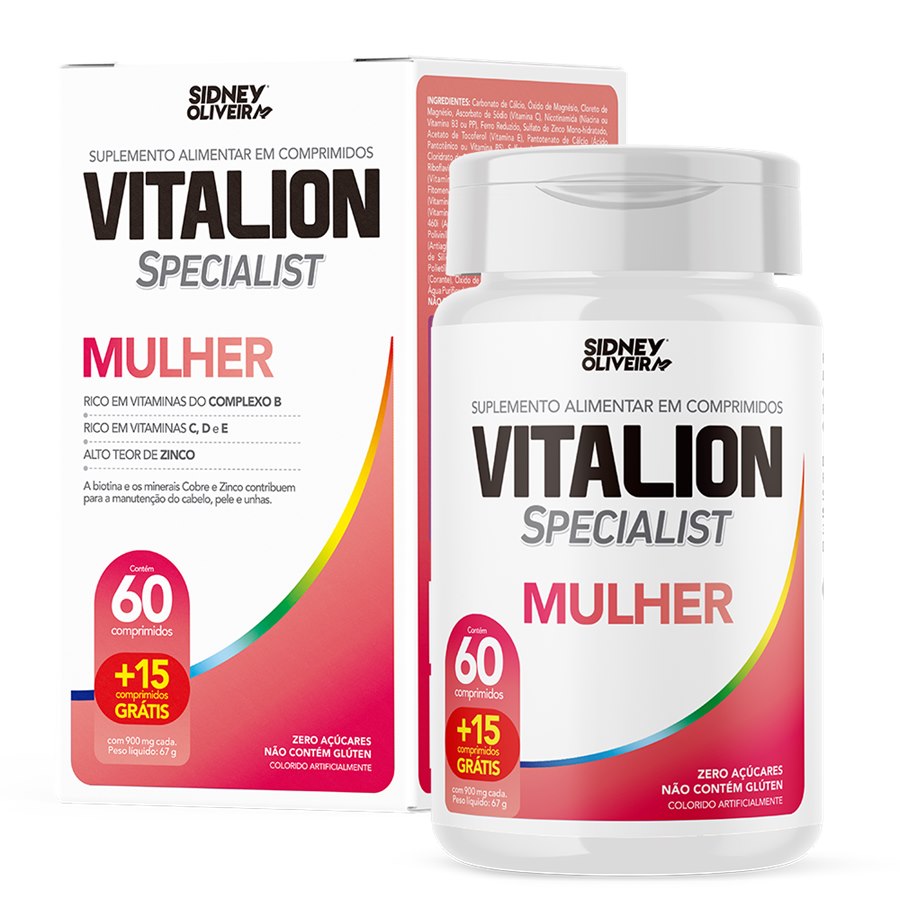 SIDNEY
OLIVEIRA
SUPLEMENTO ALIMENTAR EM COMPRIMIDOS
VITALION
SPECIALIST
MULHER
RICO EM VITAMINAS DO COMPLEXO B
RICO EM VITAMINAS C, D e E
ALTO TEOR DE ZINCO
A biotina e os minerais Cobre e Zinco contribuem
para a manutenção do cabelo, pele e unhas.
Contém
60
comprimidos
+15
comprimidos
GRÁTIS
com 900 mg cada.
Peso líquido: 67 g
ZERO AÇÚCARES
NÃO CONTÉM GLÚTEN
COLORIDO ARTIFICIALMENTE
INGREDIENTES: Carbonato de Cálcio, Óxido de Magnésio, Cloreto de
Magnésio, Ascorbato de Sódio (Vitamina C), Nicotinamida (Niacina ou
Vitamina B3 ou PP), Ferro Reduzido, Sulfato de Zinco Mono-hidratado,
Acetato de Tocoferol (Vitamina E), Pantotenato de Cálcio (Ácido
Pantotênico ou Vitamina B5),
Cloridrato
SIDNEY
OLIVEIRA
SUPLEMENTO ALIMENTAR EM COMPRIMIDOS
VITALION
SPECIALIST
MULHER
Contém
60
comprimidos
+15
comprimidos
GRÁTIS
com 900 mg cada.
Peso líquido: 67 g
ZERO AÇÚCARES
NÃO CONTÉM GLÚTEN
COLORIDO ARTIFICIALMENTE